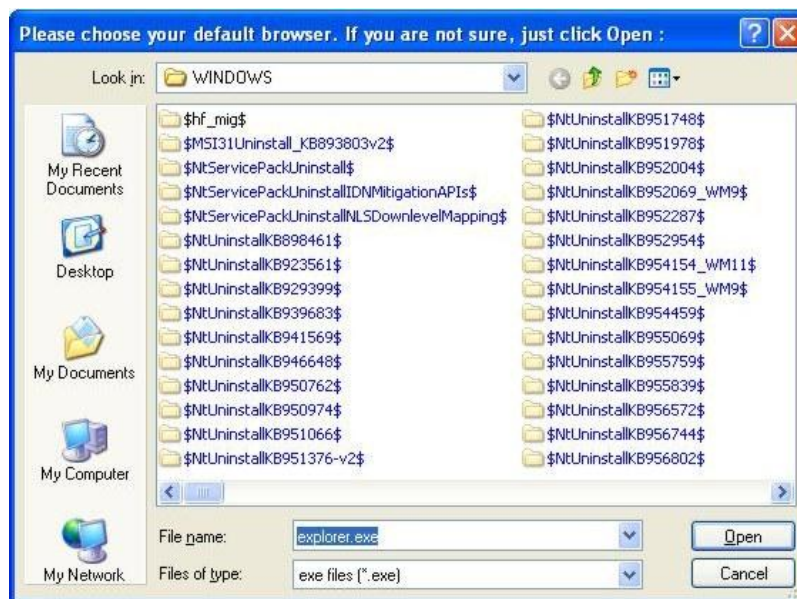 Please choose your default browser. If you are not sure, just click Open :
Look in:
WINDOWS
My Recent
Documents
Desktop
My Documents
My Computer
My Network
$hf_mig$
$MSI31Uninstall_KB893803v2$
$NtServicePackUninstall$
$NtServicePackUninstallIDNMitigationAPIs$
$NtServicePackUninstallNLSDownlevelMapping$
$NtUninstallKB898461$
$NtUninstallKB923561$
$NtUninstallKB929399$
$NtUninstallKB939683$
$NtUninstallKB941569$
$NtUninstallKB946648$
$NtUninstallKB950762$
$NtUninstallKB950974$
$NtUninstallKB951066$
$NtUninstallKB951376-v2$
$NtUninstallKB951748$
$NtUninstallKB951978$
$NtUninstallKB952004$
$NtUninstallKB952069_WM9$
$NtUninstallKB952287$
$NtUninstallKB952954$
$NtUninstallKB954154_WM11$
$NtUninstallKB954155_WM9$
$NtUninstallKB954459$
$NtUninstallKB955069$
$NtUninstallKB955759$
$NtUninstallKB955839$
$NtUninstallKB956572$
$NtUninstallKB956744$
$NtUninstallKB956802$
File name:
explorer.exe
Open
Files of type:
exe files (*.exe)
Cancel